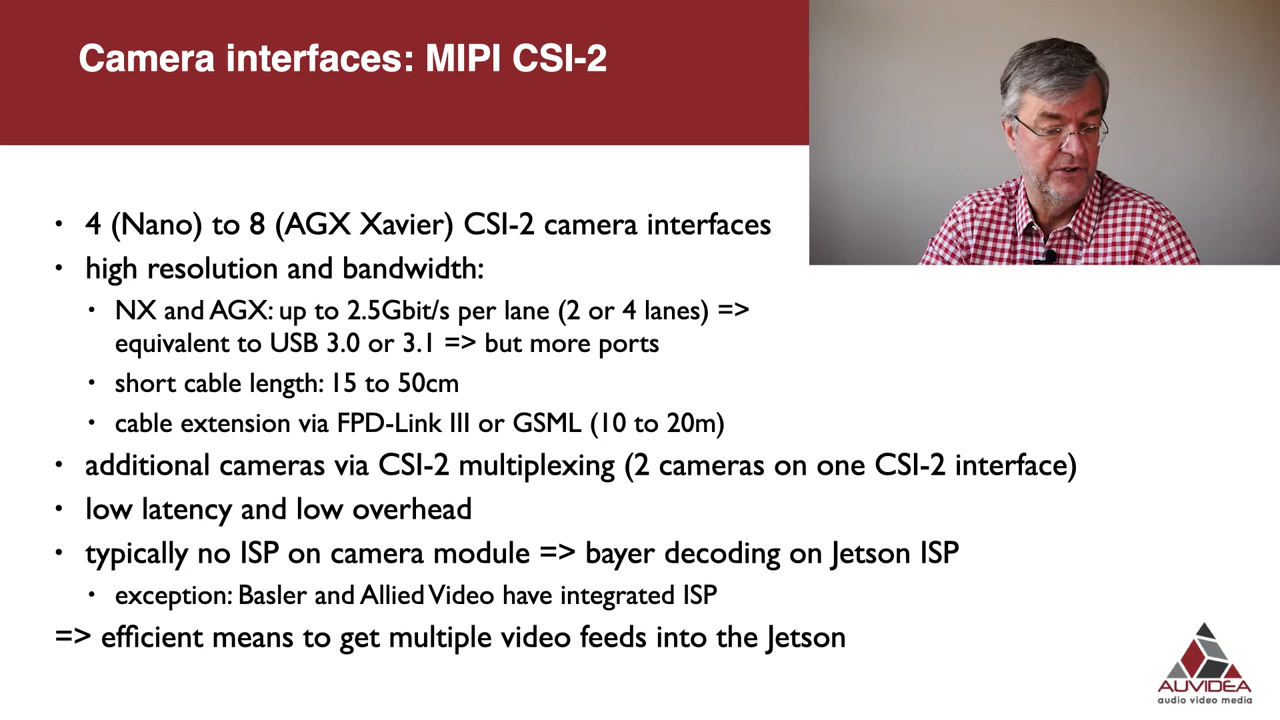 Camera interfaces: MIPI CSI-2
• 4 (Nano) to 8 (AGX Xavier) CSI-2 camera interfaces
• high resolution and bandwidth:
• NX and AGX: up to 2.5Gbit/s per lane (2 or 4 lanes) =>
equivalent to USB 3.0 or 3.1 => but more ports
• short cable length: 15 to 50cm
• cable extension via FPD-Link III or GSML (10 to 20m)
• additional cameras via CSI-2 multiplexing (2 cameras on one CSI-2 interface)
• low latency and low overhead
• typically no ISP on camera module => bayer decoding on Jetson ISP
• exception: Basler and Allied Video have integrated ISP
=> efficient means to get multiple video feeds into the Jetson
AUVIDEA
audio video media